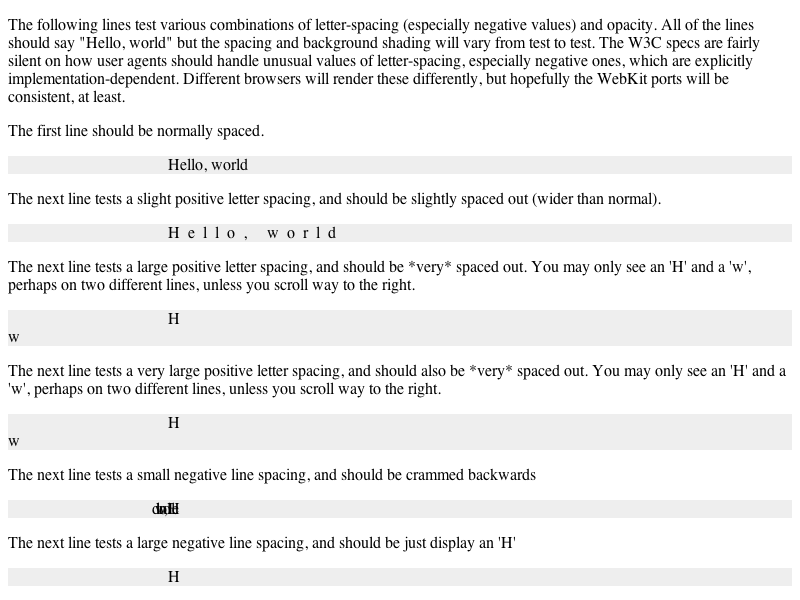 The following lines test various combinations of letter-spacing (especially negative values) and opacity. All of the lines
should say "Hello, world" but the spacing and background shading will vary from test to test. The W3C specs are fairly
silent on how user agents should handle unusual values of letter-spacing, especially negative ones, which are explicitly
implementation-dependent. Different browsers will render these differently, but hopefully the WebKit ports will be
consistent, at least.
The first line should be normally spaced.
Hello, world
The next line tests a slight positive letter spacing, and should be slightly spaced out (wider than normal).
H e l l o ,   w o r l d
The next line tests a large positive letter spacing, and should be *very* spaced out. You may only see an 'H' and a 'w',
perhaps on two different lines, unless you scroll way to the right.
H
w
The next line tests a very large positive letter spacing, and should also be *very* spaced out. You may only see an 'H' and a
'w', perhaps on two different lines, unless you scroll way to the right.
H
w
The next line tests a small negative line spacing, and should be crammed backwards
The next line tests a large negative line spacing, and should be just display an 'H'
H